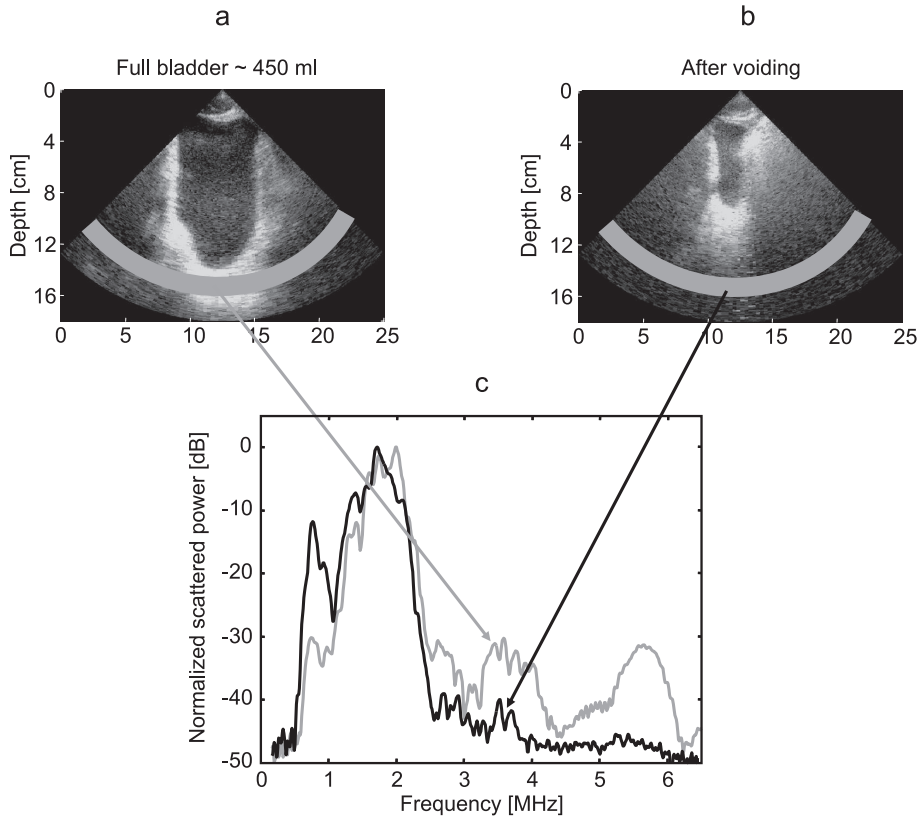 a
Full bladder ~ 450 ml
0
4
8
12
16
Depth [cm]
0 5 10 15 20 25
b
After voiding
0
4
8
12
16
Depth [cm]
0 5 10 15 20 25
c
Normalized scattered power [dB]
0
-10
-20
-30
-40
-50
0 1 2 3 4 5 6
Frequency [MHz]